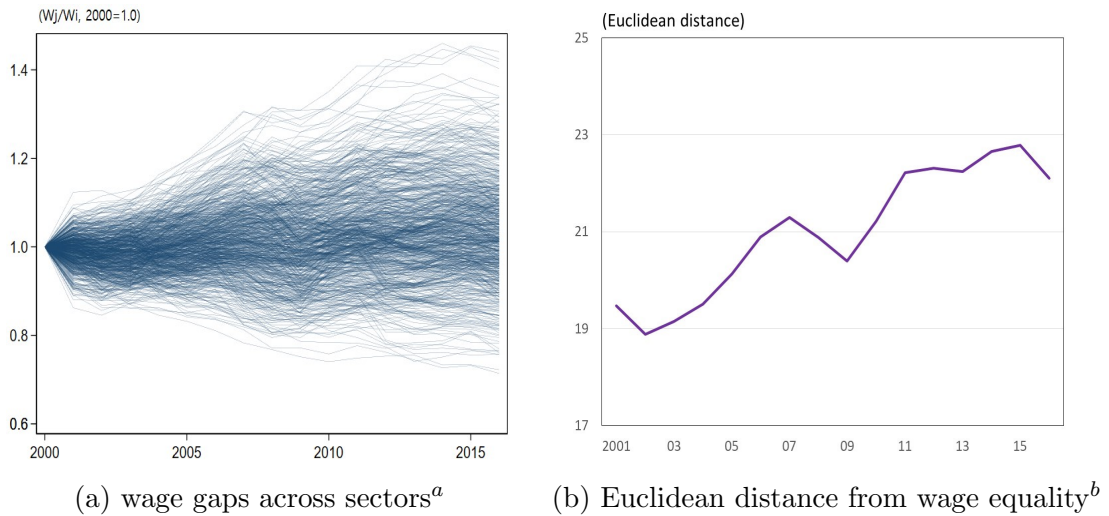 (Wj/Wi, 2000=1.0)
1.4
1.2
1.0
0.8
0.6
2000 2005 2010 2015
(a) wage gaps across sectors^a
(Euclidean distance)
25
23
21
19
17
2001 03 05 07 09 11 13 15
(b) Euclidean distance from wage equality^b